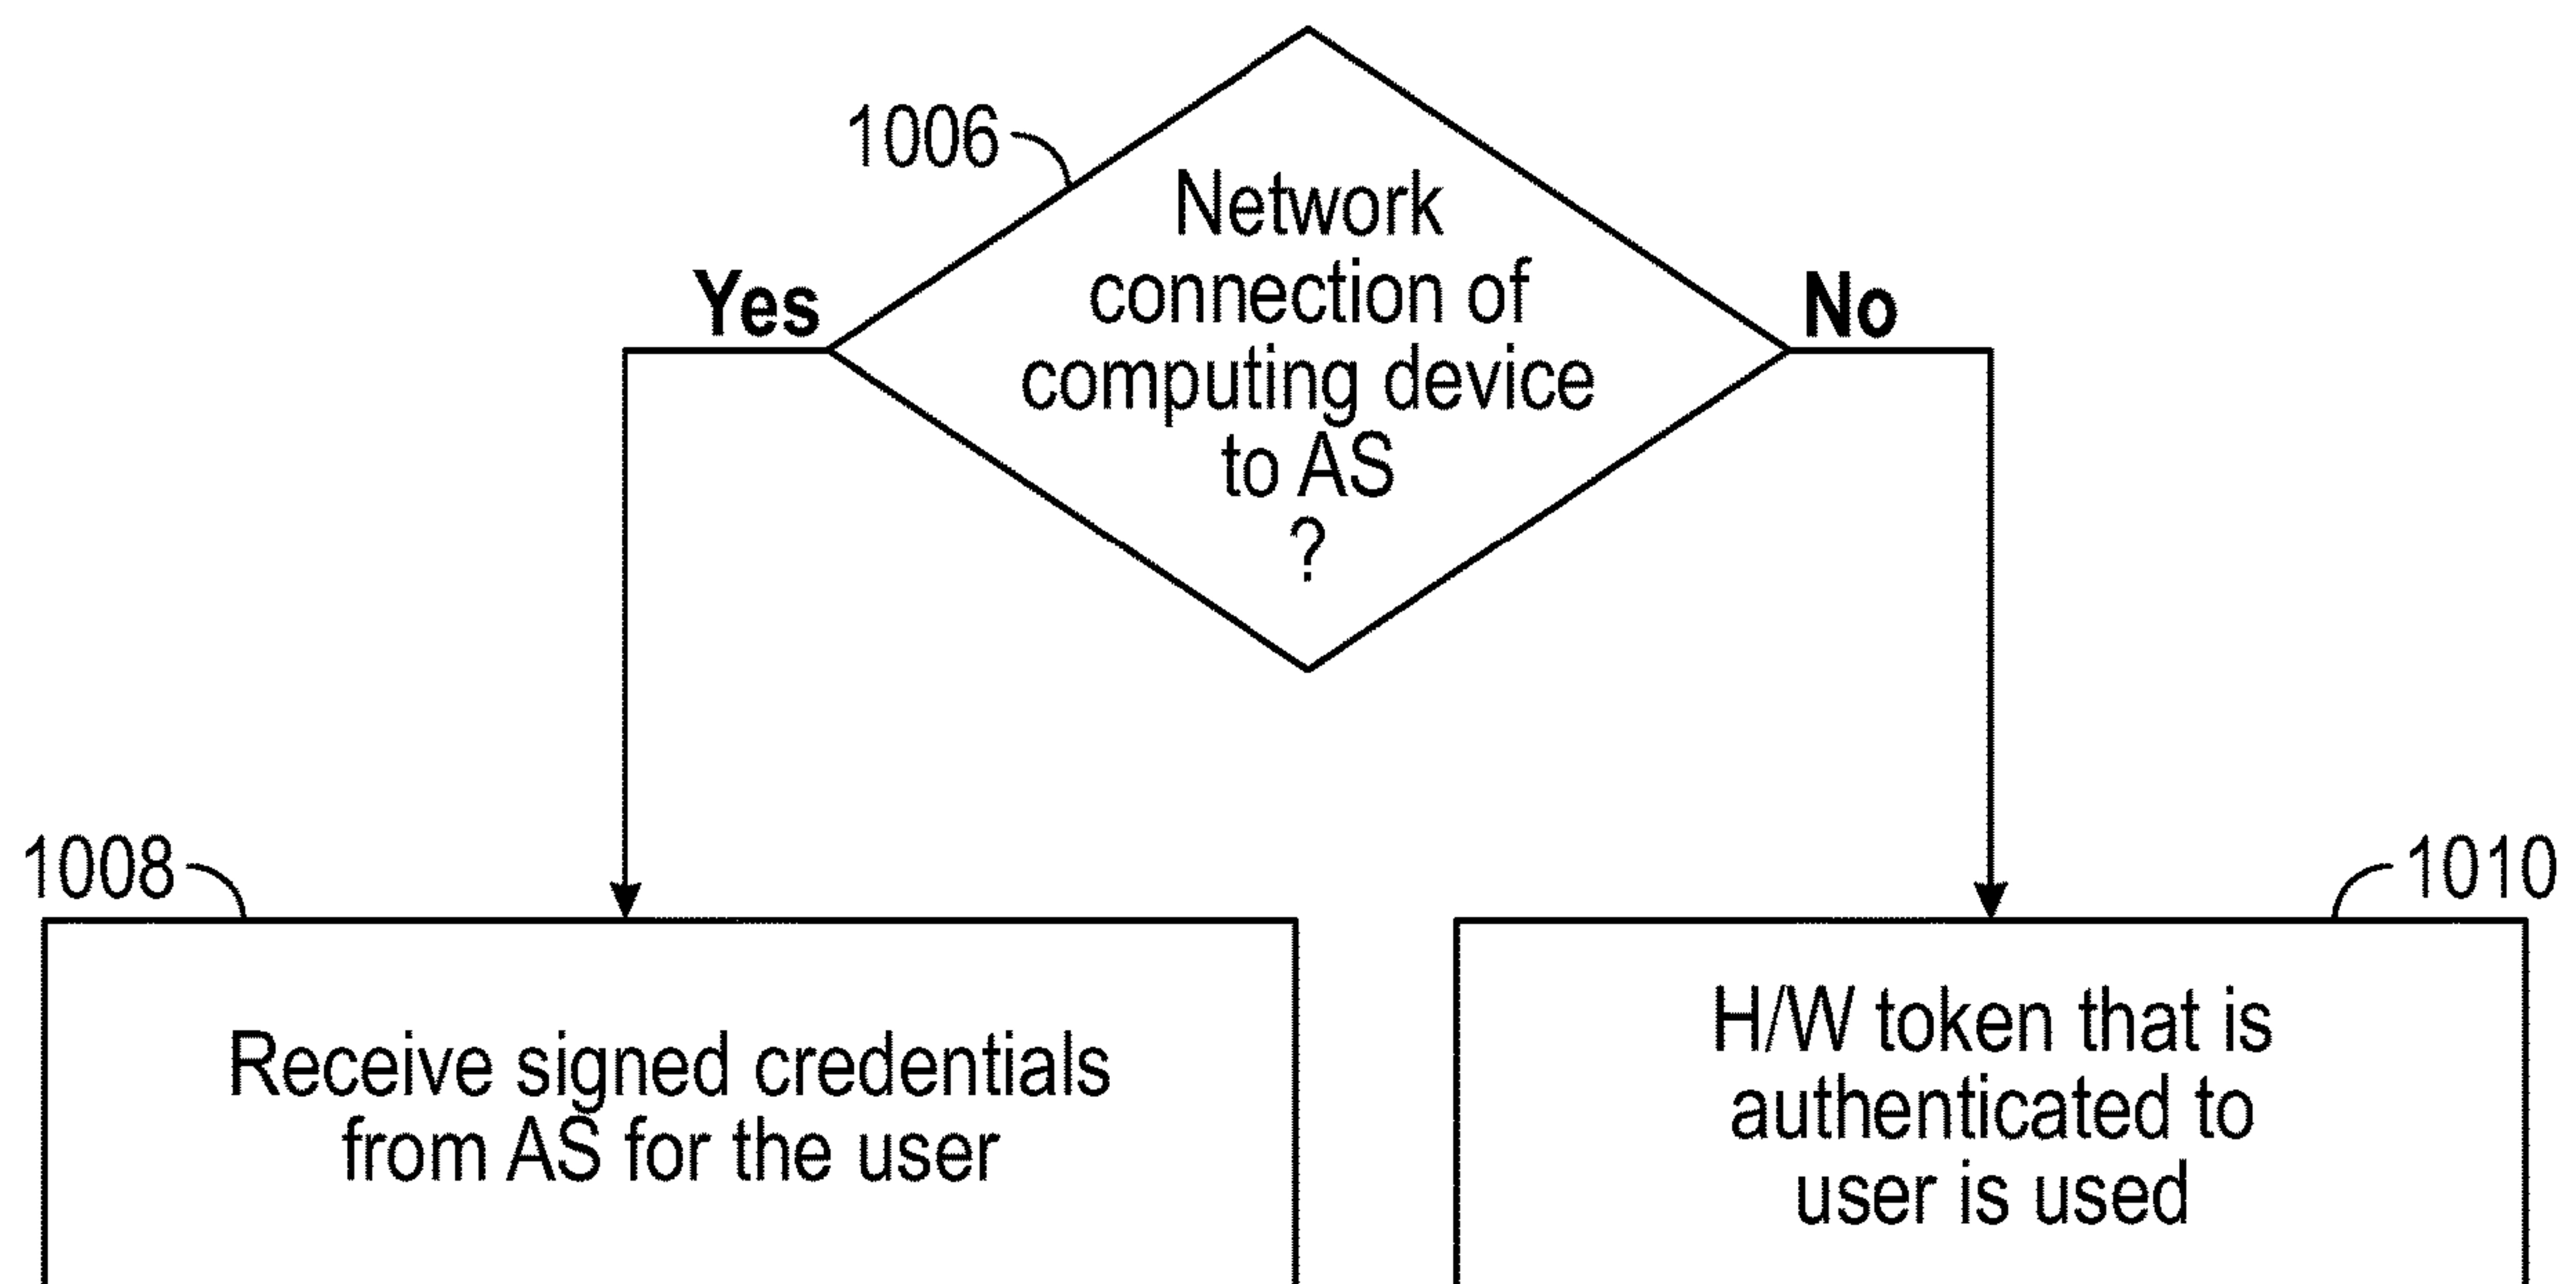 1006
Network
connection of
computing device
to AS
?
Yes
No
1008
Receive signed credentials
from AS for the user
1010
H/W token that is
authenticated to
user is used